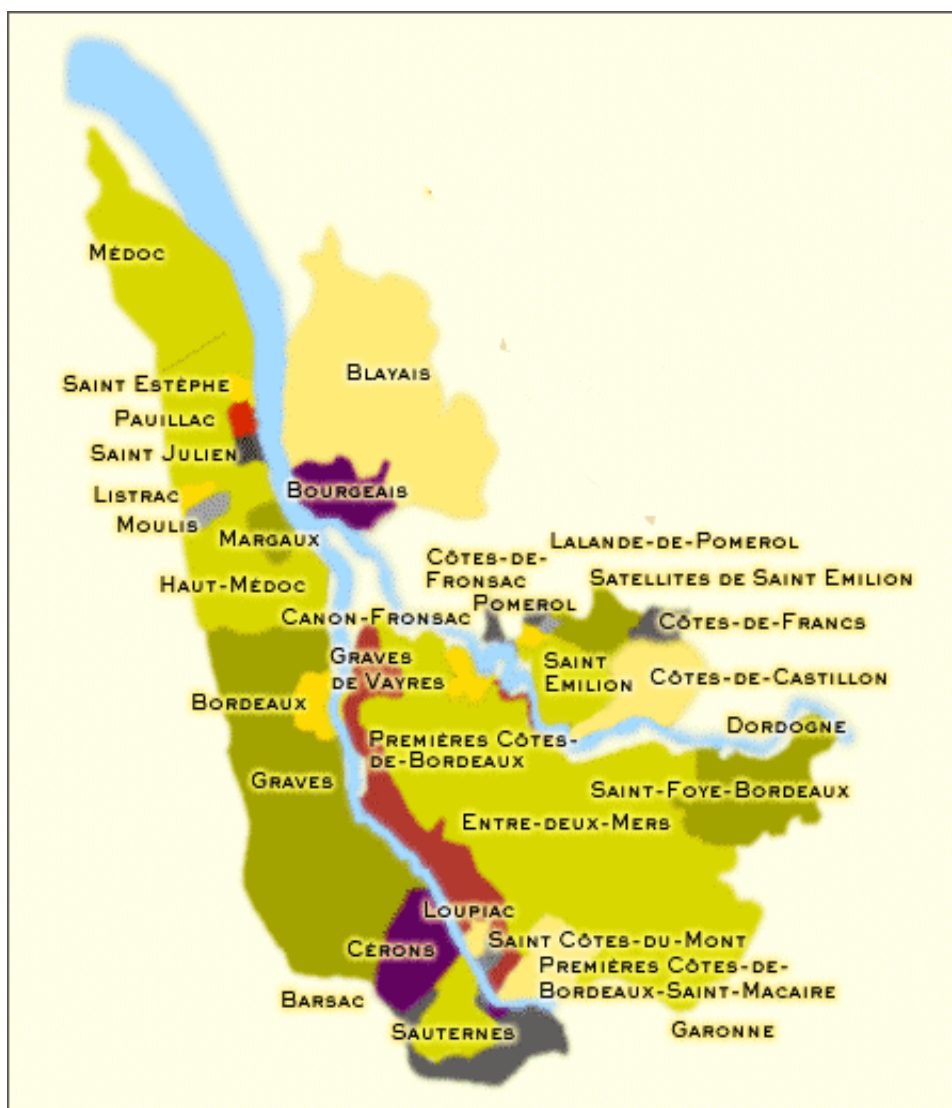 MÉDOC
BLAYAIS
SAINT ESTÈPHE
PAUILLAC
SAINT JULIEN
BOURGEAIS
LISTRAC
MOULIS
MARGAUX
LALANDE-DE-POMEROL
CÔTES-DE-
FRONSAC
HAUT-MÉDOC
SATELLITES DE SAINT EMILION
POMEROL
CANON-FRONSAC
CÔTES-DE-FRANCS
GRAVES
DE VAYRES
SAINT
EMILION
CÔTES-DE-CASTILLON
BORDEAUX
DORDOGNE
PREMIÈRES CÔTES-
DE-BORDEAUX
GRAVES
SAINT-FOYE-BORDEAUX
ENTRE-DEUX-MERS
LOUPIAC
CÉRONS
SAINT CÔTES-DU-MONT
PREMIÈRES CÔTES-DE-
BORDEAUX-SAINT-MACAIRE
BARSAC
SAUTERNES
GARONNE